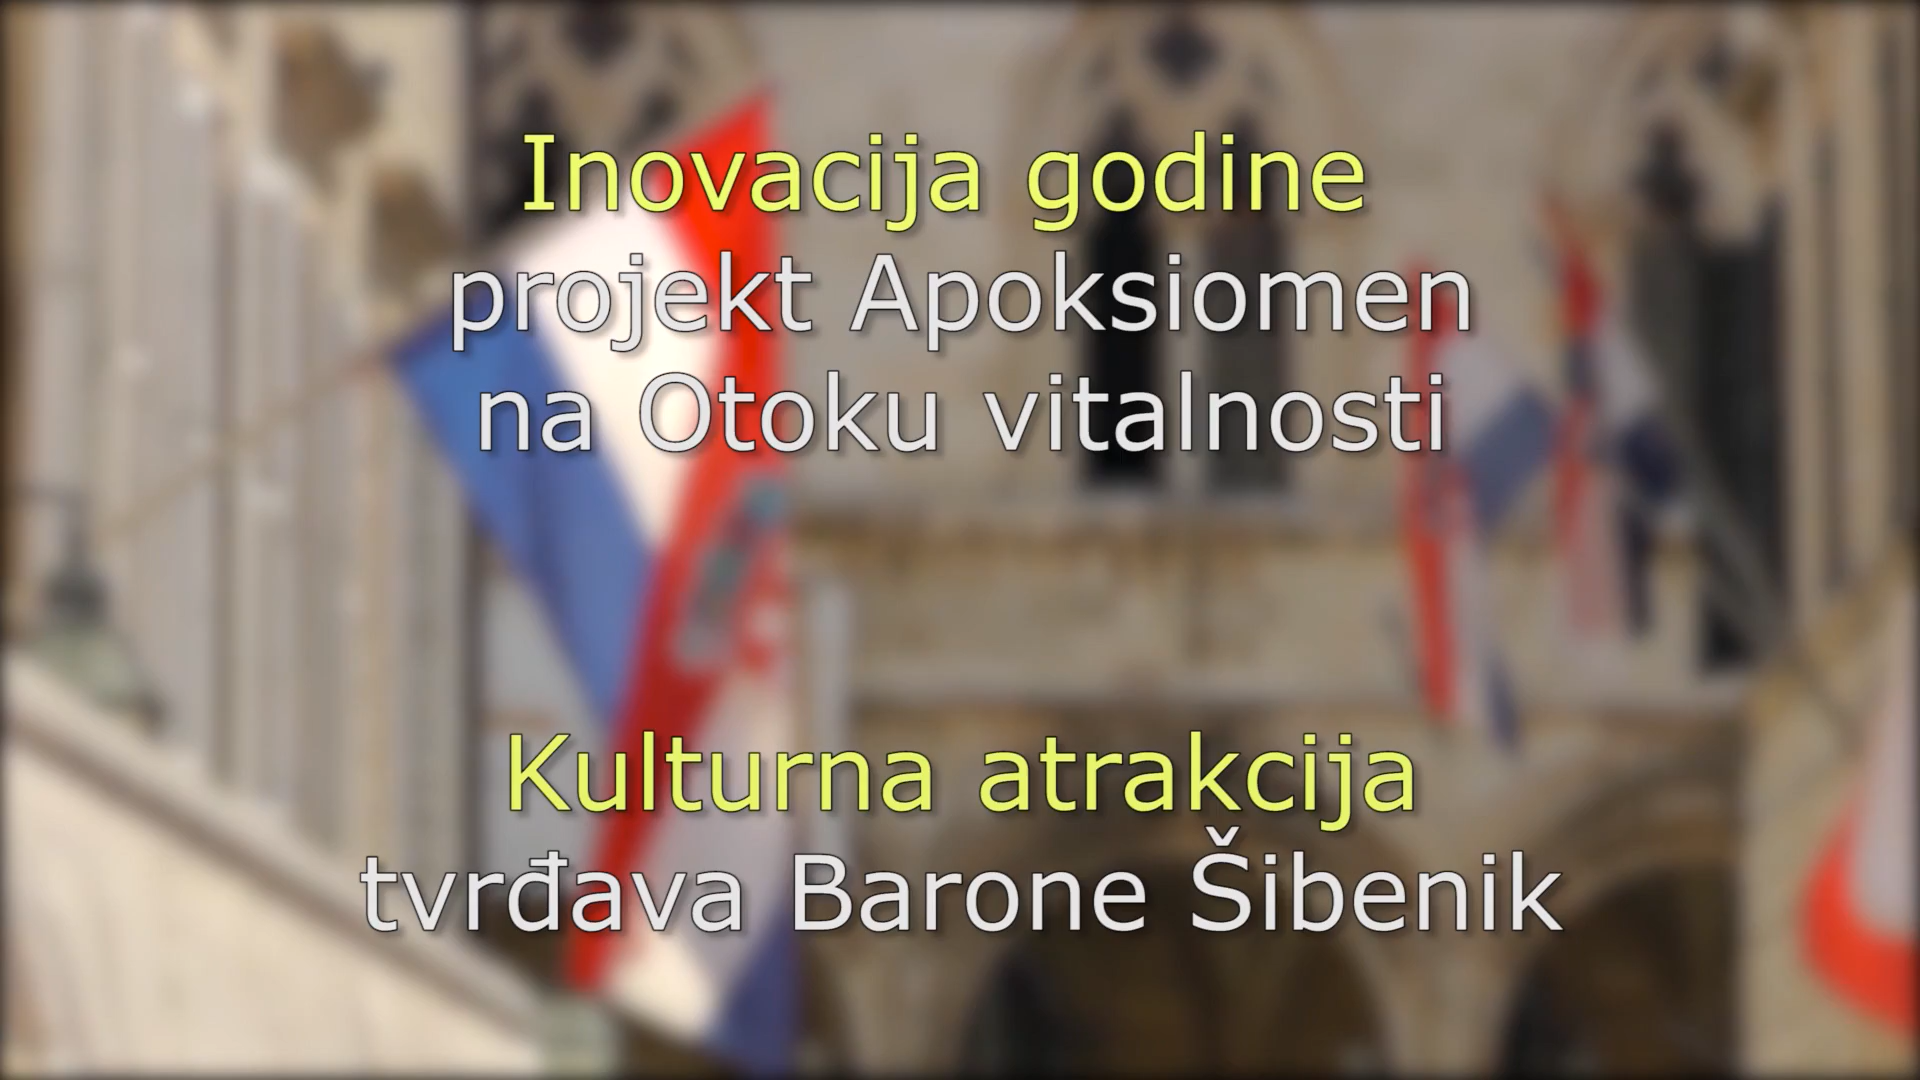 Inovacija godine
projekt Apoksiomen
na Otoku vitalnosti
Kulturna atrakcija
tvrđava Barone Šibenik